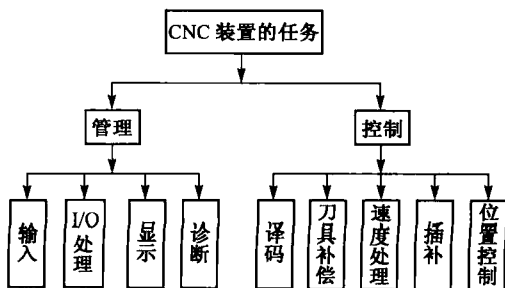 CNC 装置的任务
管理
控制
输入
I/O
处理
显示
诊断
译码
刀具补偿
速度处理
插补
位置控制